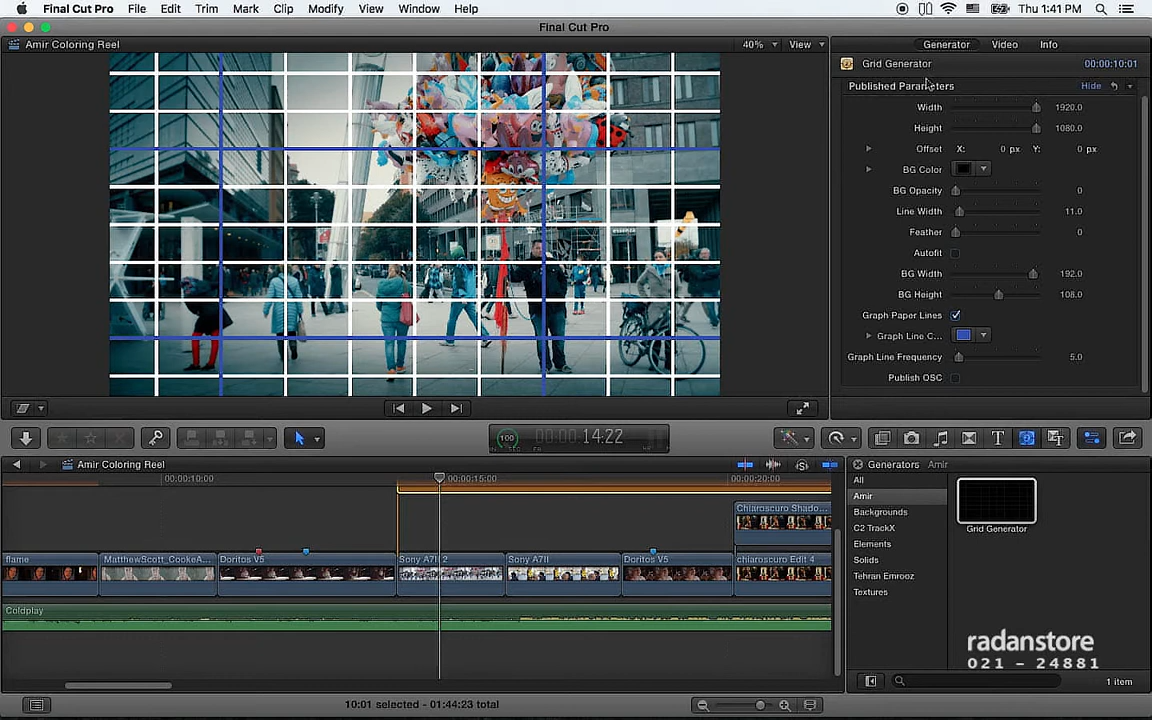 Final Cut Pro File Edit Trim Mark Clip Modify View Window Help Thu 1:41 PM
Final Cut Pro
Amir Coloring Reel 40% View
Generator Video Info
Grid Generator 00:00:10:01
Published Parameters Hide
Width 1920.0
Height 1080.0
Offset X: 0 px Y: 0 px
BG Color
BG Opacity 0
Line Width 11.0
Feather 0
Autofit
BG Width 192.0
BG Height 108.0
Graph Paper Lines
Graph Line C...
Graph Line Frequency 5.0
Publish OSC
100 00:00:14:22
Amir Coloring Reel
00:00:10:00 00:00:15:00 00:00:20:00
Chiaroscuro Shado...
flame MatthewScott_CookeA... Doritos V5 Sony A7II 2 Sony A7II Doritos V5 chiaroscuro Edit 4
Coldplay
Generators Amir
All
Amir
Backgrounds
C2 TrackX
Elements
Solids
Tehran Emrooz
Textures
Grid Generator
radanstore
021 - 24881
1 item
10:01 selected - 01:44:23 total